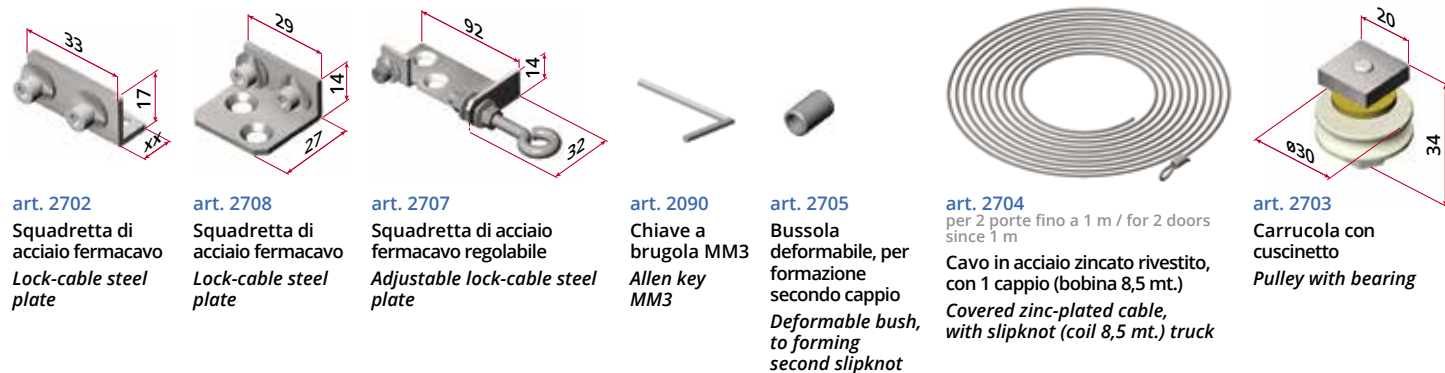 33
17
xx
art. 2702
Squadretta di
acciaio fermacavo
Lock-cable steel
plate
29
14
27
art. 2708
Squadretta di
acciaio fermacavo
Lock-cable steel
plate
92
14
32
art. 2707
Squadretta di acciaio
fermacavo regolabile
Adjustable lock-cable steel
plate
art. 2090
Chiave a
brugola MM3
Allen key
MM3
art. 2705
Bussola
deformabile, per
formazione
secondo cappio
Deformable bush,
to forming
second slipknot
art. 2704
per 2 porte fino a 1 m / for 2 doors
since 1 m
Cavo in acciaio zincato rivestito,
con 1 cappio (bobina 8,5 mt.)
Covered zinc-plated cable,
with slipknot (coil 8,5 mt.) truck
20
ø30
34
art. 2703
Carrucola con
cuscinetto
Pulley with bearing